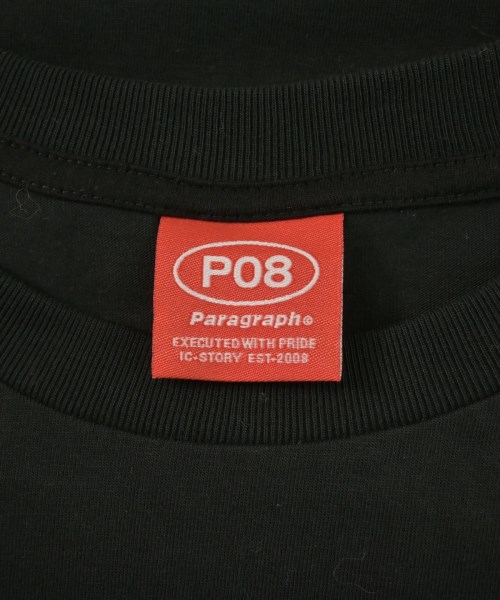 P08
Paragraph©
EXECUTED WITH PRIDE
IC-STORY EST-2008